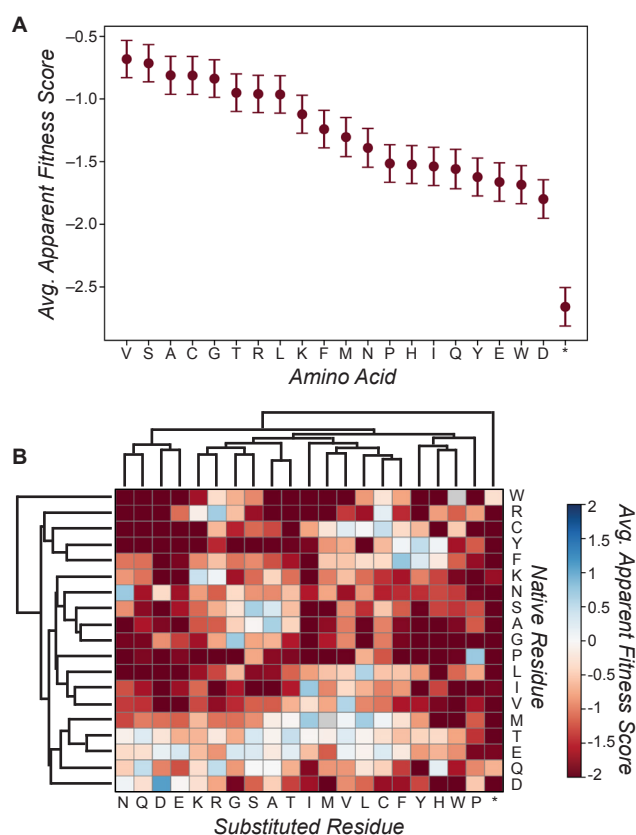 A
Avg. Apparent Fitness Score
−0.5
−1.0
−1.5
−2.0
−2.5
V S A C G T R L K F M N P H I Q Y E W D *
Amino Acid
B
W
R
C
Y
F
K
N
S
A
G
P
L
I
V
M
T
E
Q
D
Native Residue
N Q D E K R G S A T I M V L C F Y H W P *
Substituted Residue
2
1.5
1
0.5
0
-0.5
-1
-1.5
-2
Avg. Apparent Fitness Score